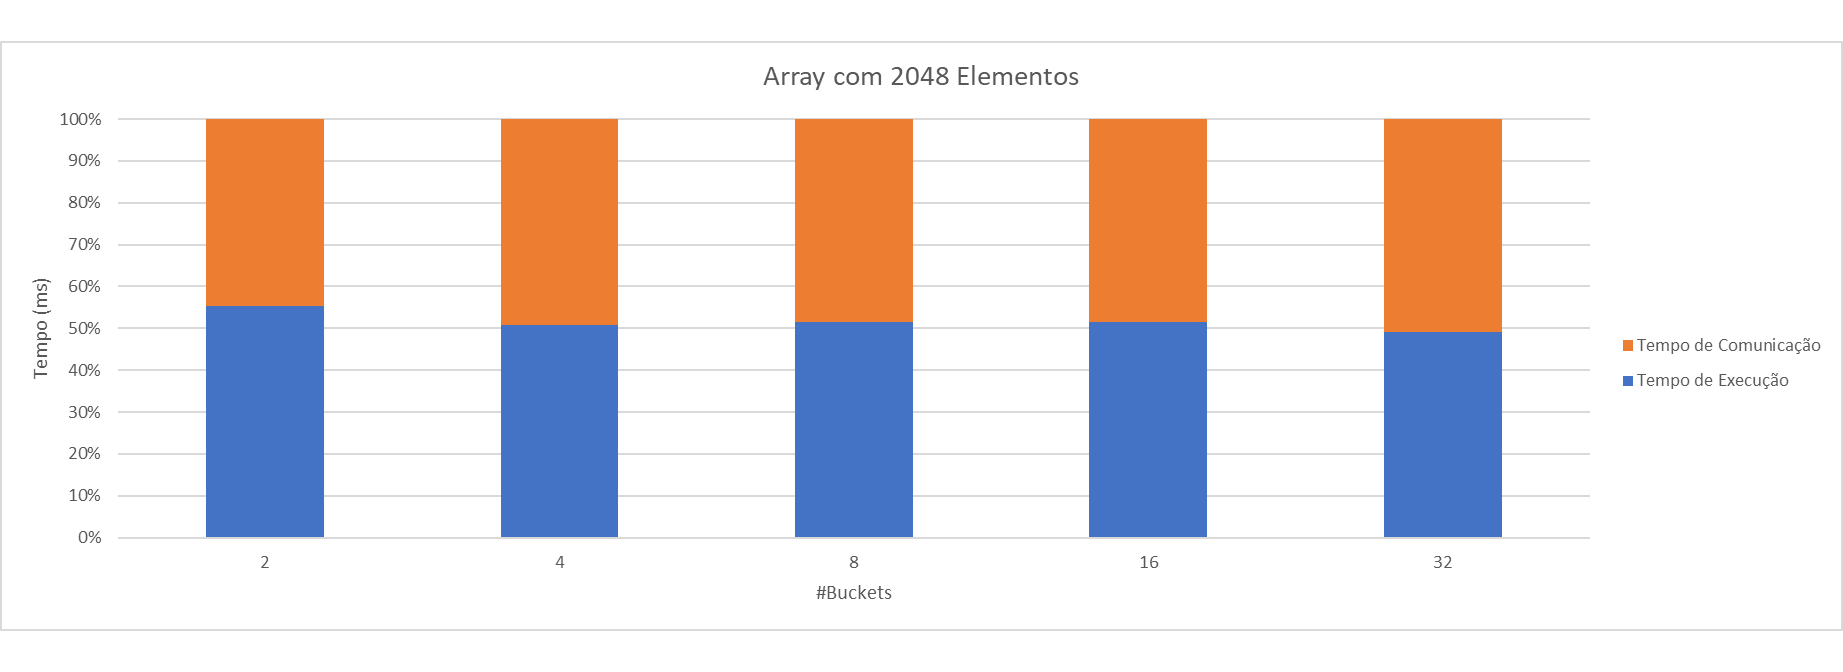 Array com 2048 Elementos
100%
90%
80%
70%
60%
50%
40%
30%
20%
10%
0%
Tempo (ms)
2 4 8 16 32
#Buckets
Tempo de Comunicação
Tempo de Execução